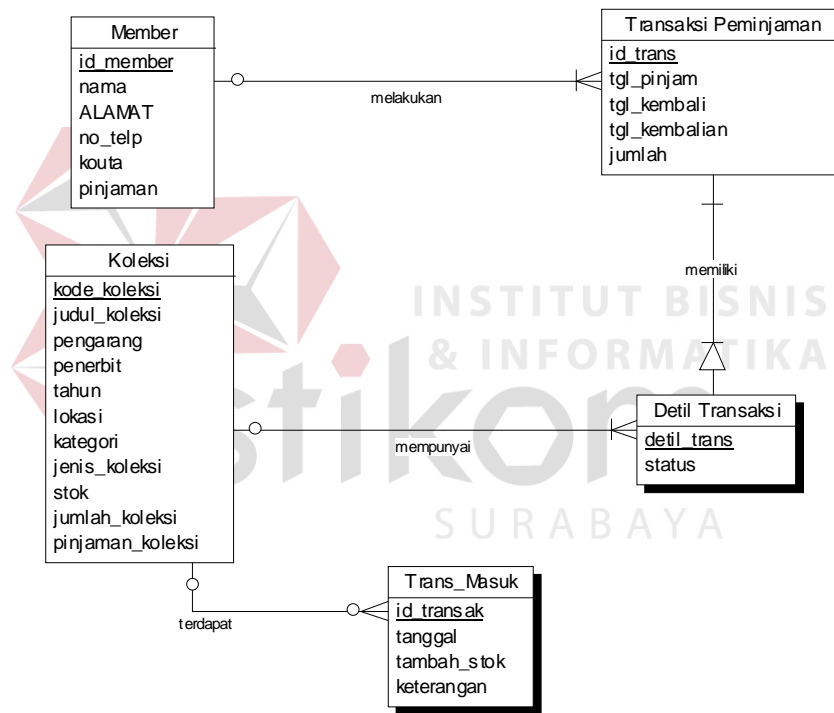 Member
id_member
nama
ALAMAT
no_telp
kouta
pinjaman
melakukan
Transaksi Peminjaman
id_trans
tgl_pinjam
tgl_kembali
tgl_kembalian
jumlah
memiliki
Koleksi
kode_koleksi
judul_koleksi
pengarang
penerbit
tahun
lokasi
kategori
jenis_koleksi
stok
jumlah_koleksi
pinjaman_koleksi
mempunyai
Detil Transaksi
detil_trans
status
terdapat
Trans_Masuk
id_transak
tanggal
tambah_stok
keterangan
INSTITUT BISNIS
& INFORMATIKA
stikom
SURABAYA